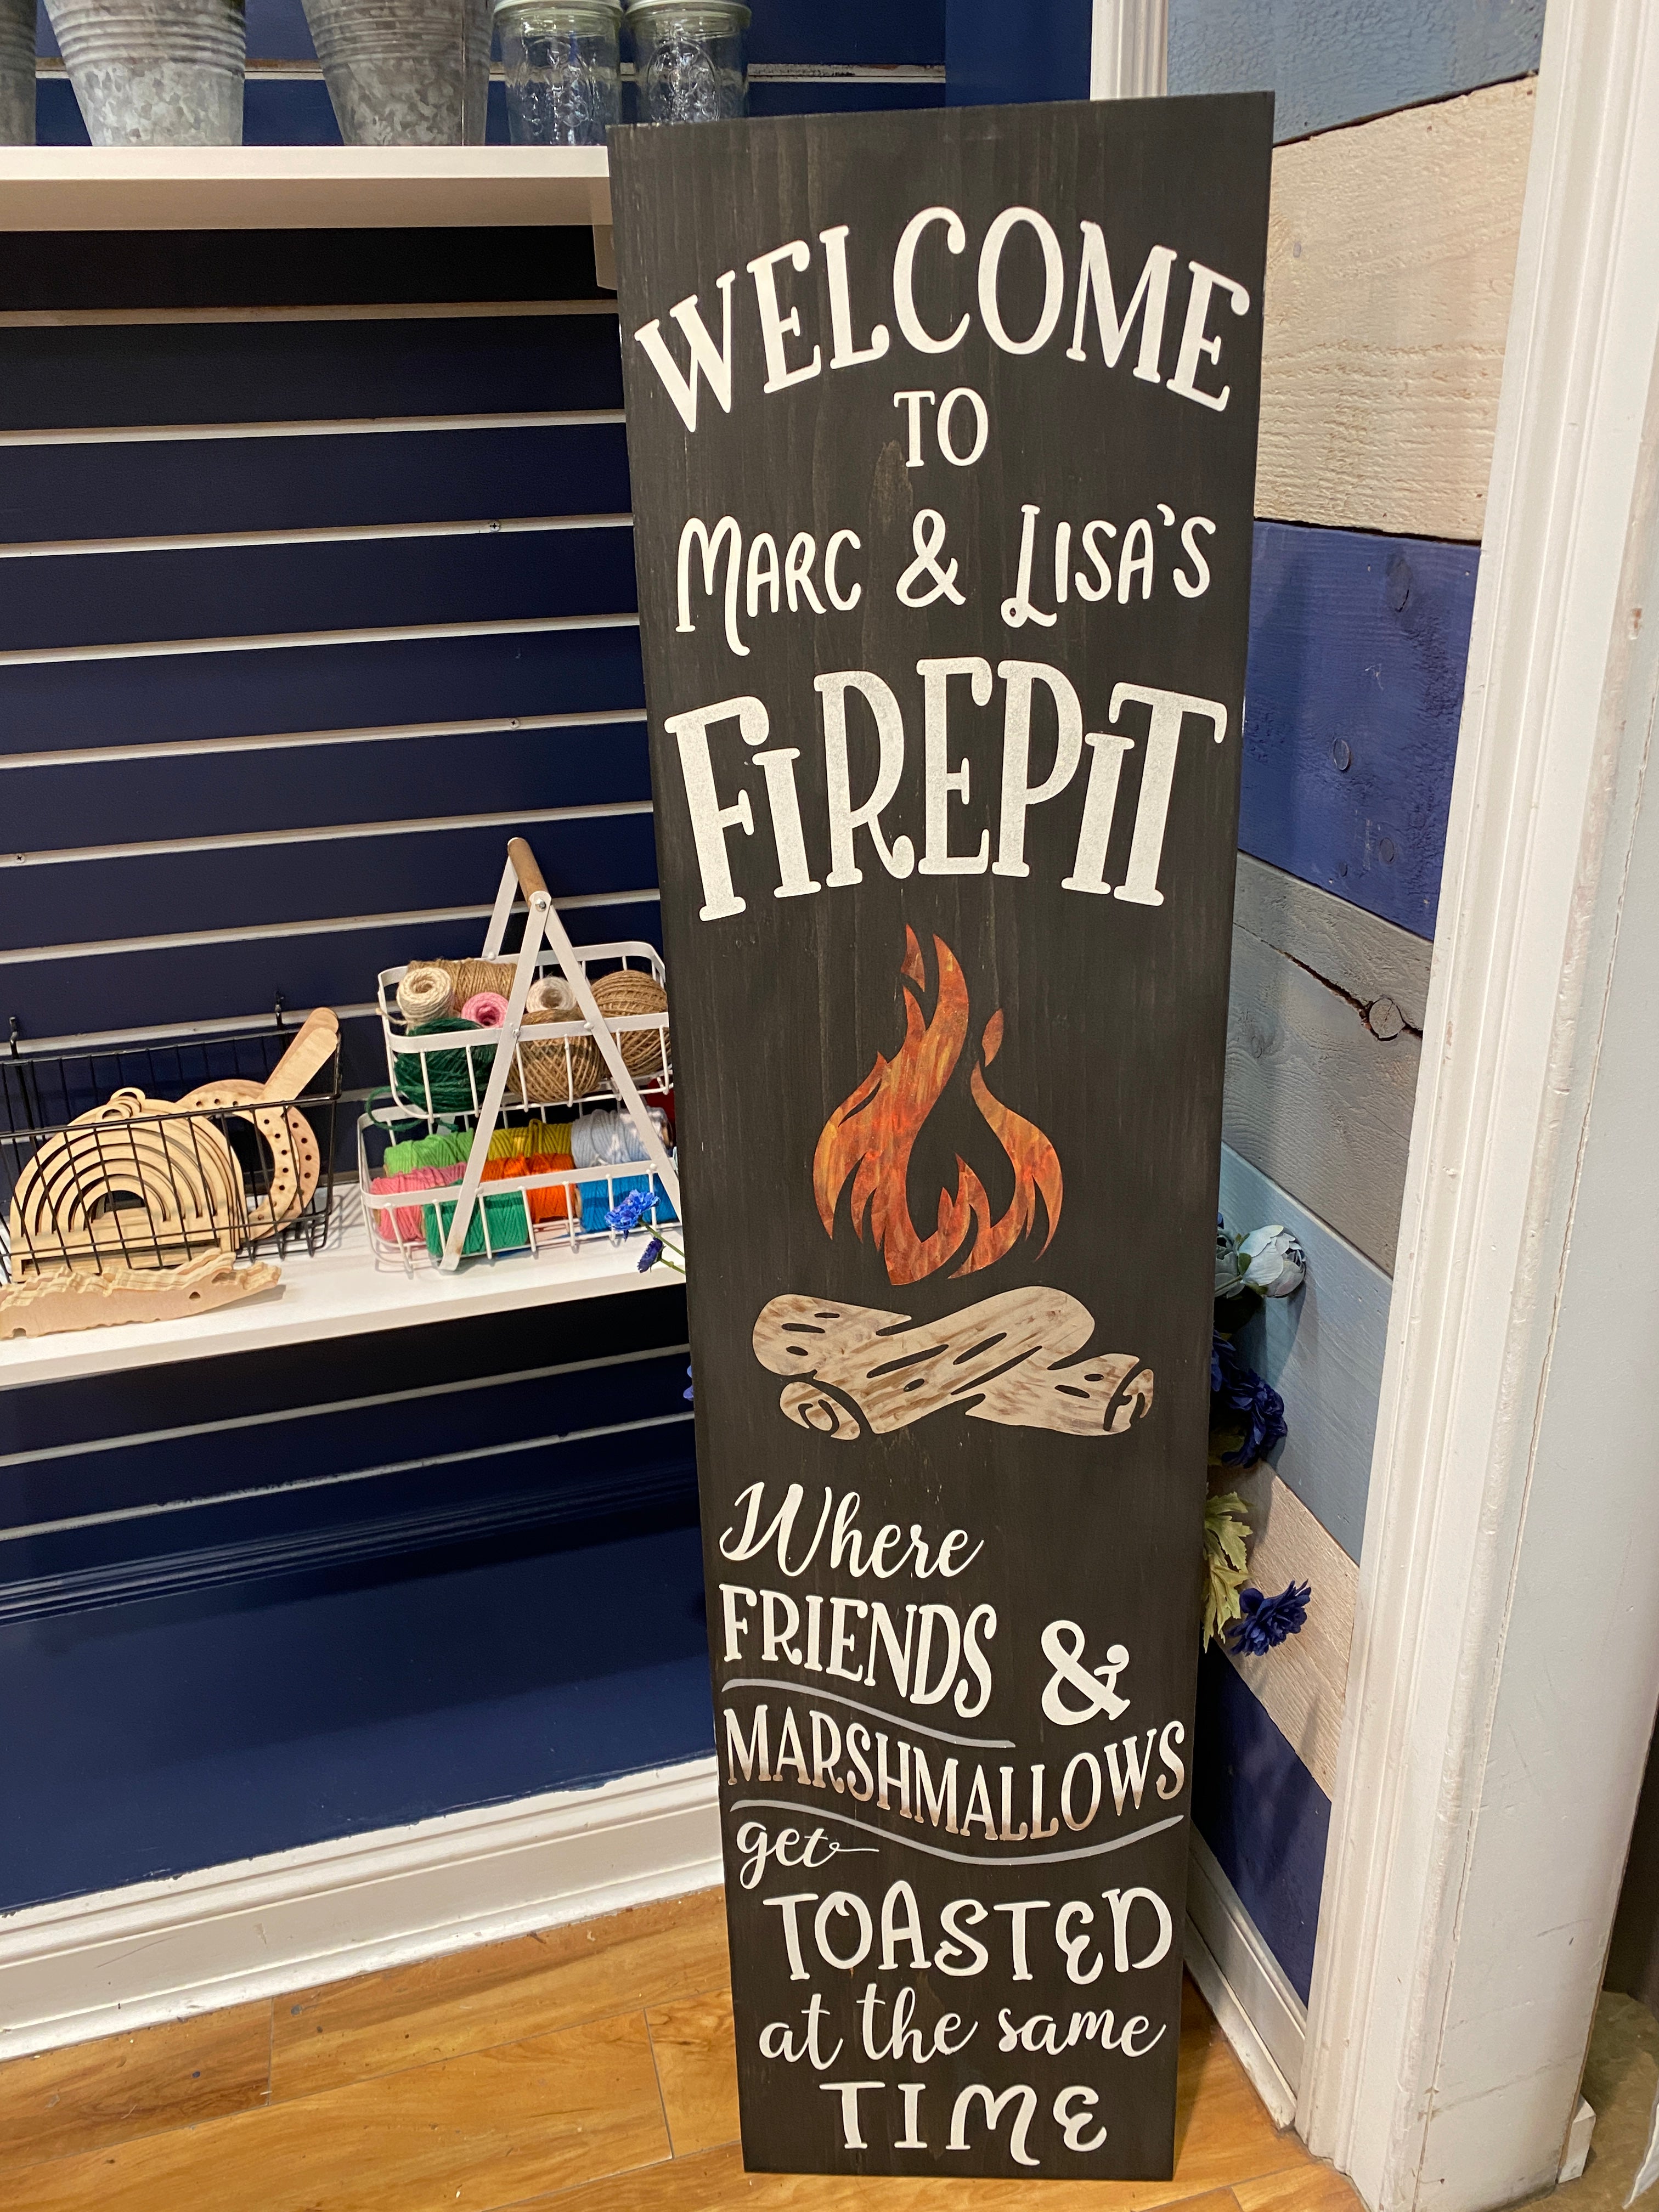 WELCOME
TO
MARC & LISA'S
FiREPiT
Where
FRIENDS &
MARSHMALLOWS
get
TOASTED
at the same
TIME